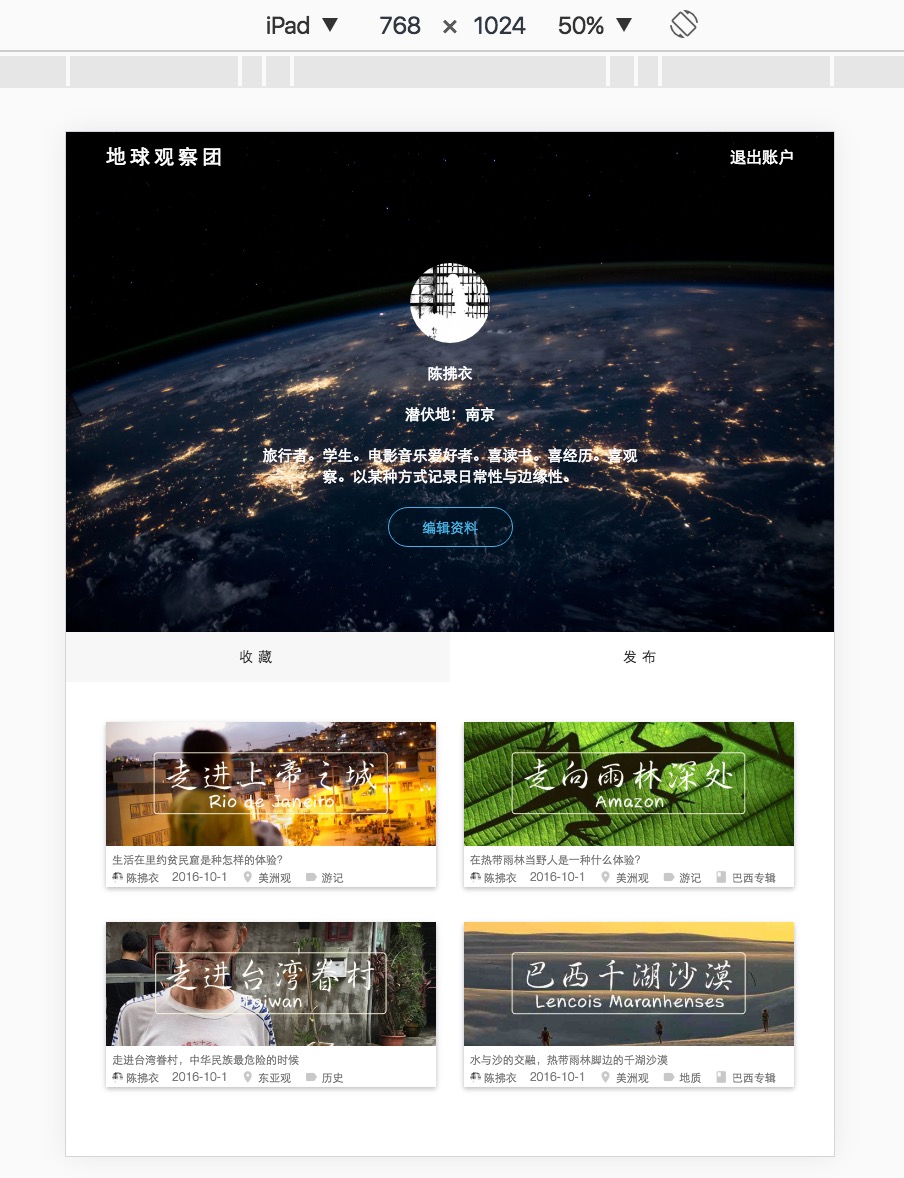 iPad ▼ 768 × 1024 50% ▼
地球观察团
退出账户
陈拂衣
潜伏地：南京
旅行者。学生。电影音乐爱好者。喜读书。喜经历。喜观
察。以某种方式记录日常性与边缘性。
编辑资料
收藏
发布
走进上帝之城
Rio de Janeiro
生活在里约贫民窟是种怎样的体验?
陈拂衣 2016-10-1 美洲观 游记
走向雨林深处
Amazon
在热带雨林当野人是一种什么体验?
陈拂衣 2016-10-1 美洲观 游记 巴西专辑
走进台湾眷村
Taiwan
走进台湾眷村，中华民族最危险的时候
陈拂衣 2016-10-1 东亚观 历史
巴西千湖沙漠
Lencois Maranhenses
水与沙的交融，热带雨林脚边的千湖沙漠
陈拂衣 2016-10-1 美洲观 地质 巴西专辑